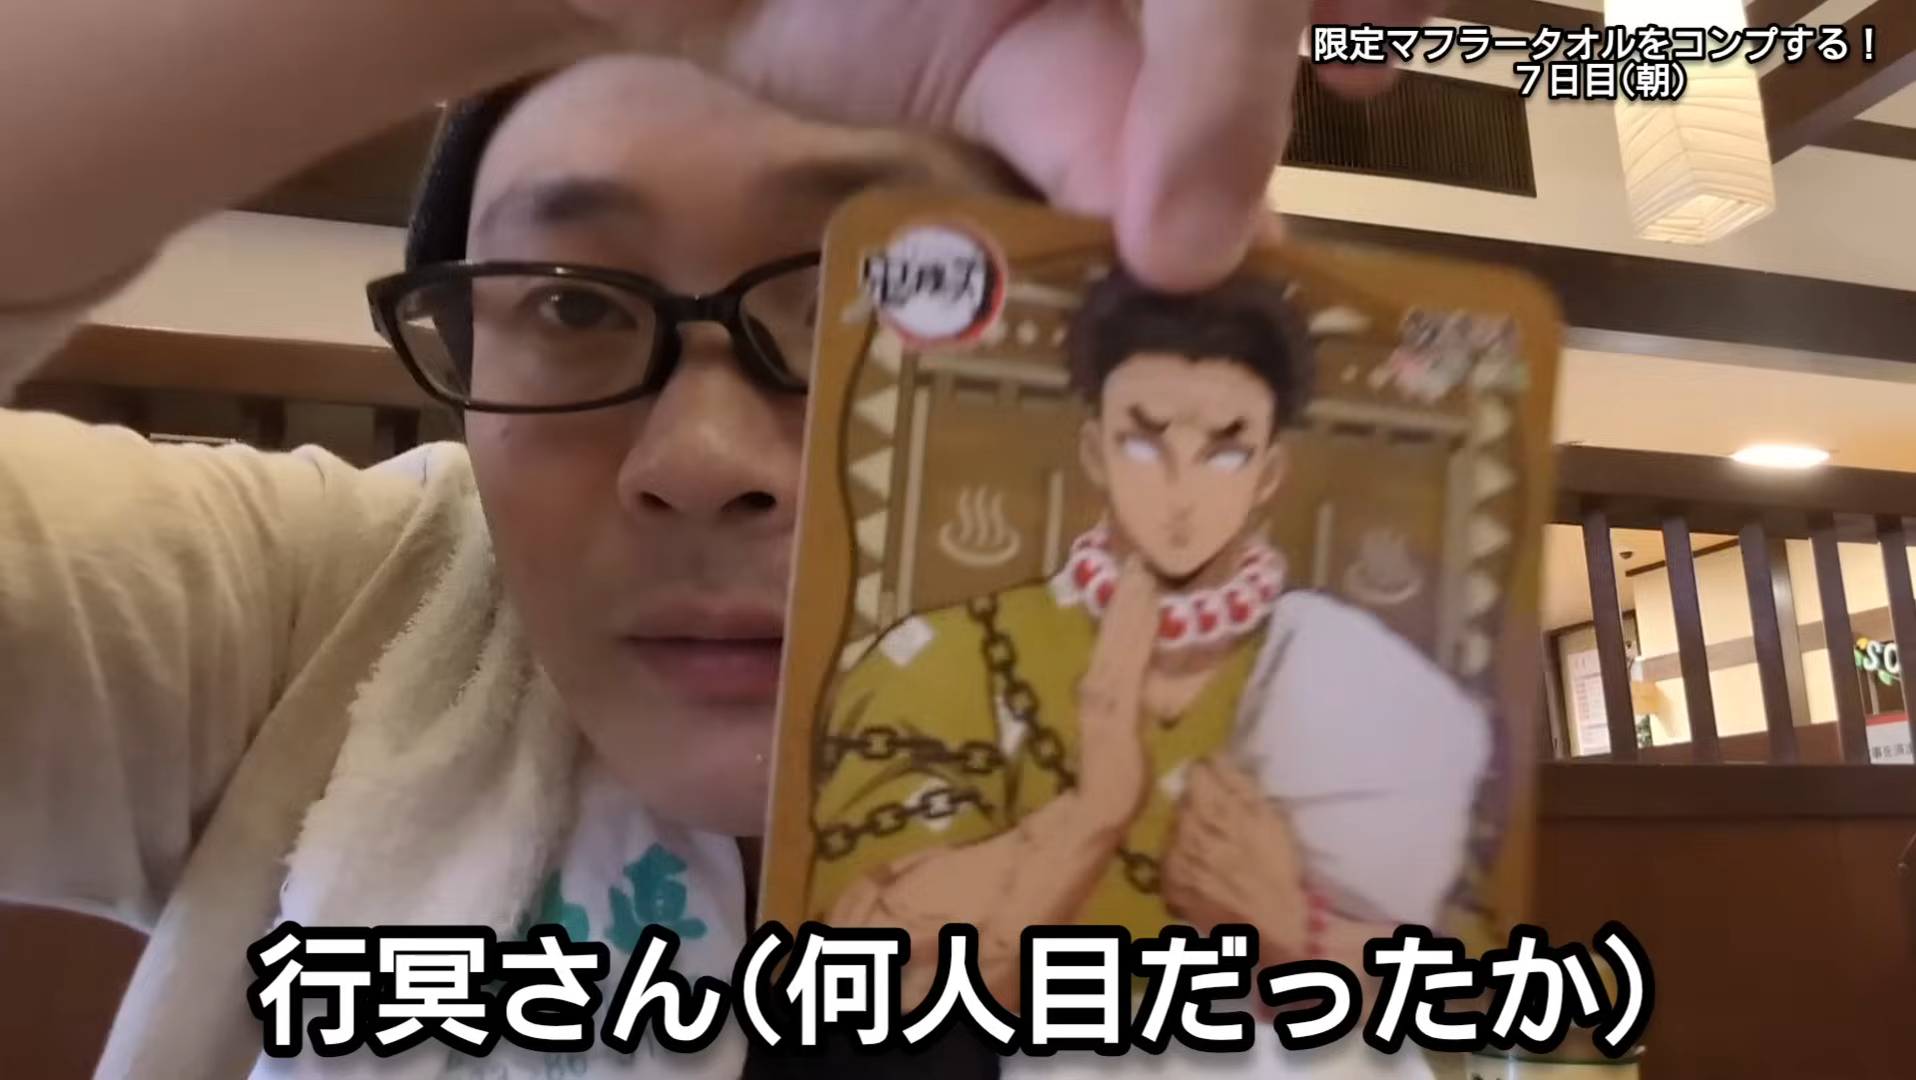 限定マフラータオルをコンプする！
７日目（朝）
行冥さん（何人目だったか）